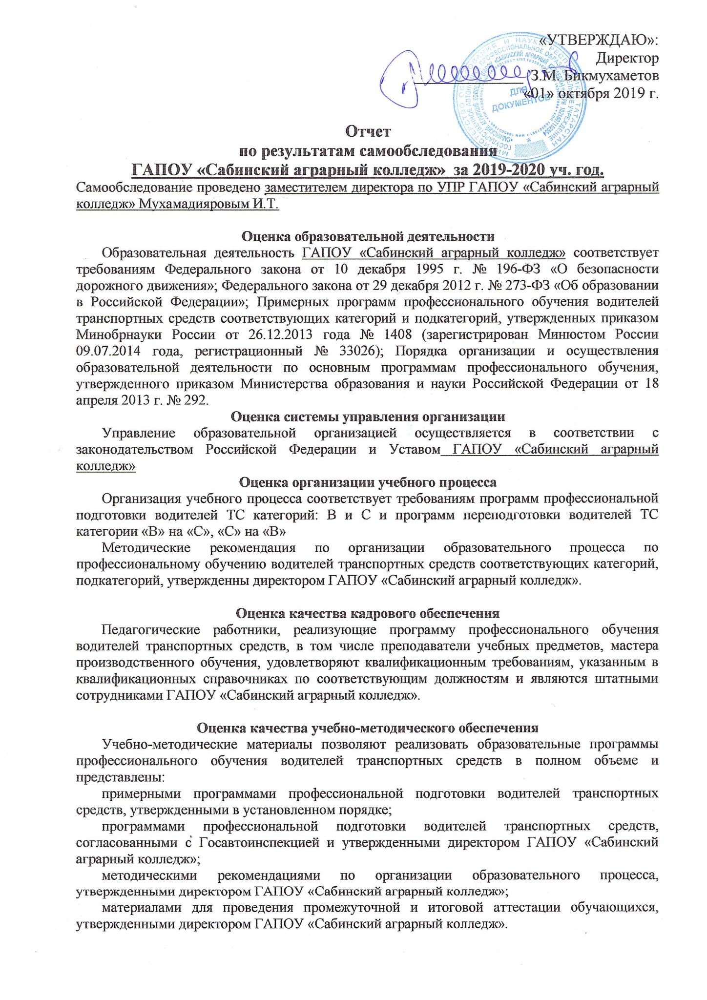 «УТВЕРЖДАЮ»:
Директор
З.М. Бикмухаметов
«01» октября 2019 г.
ДЛЯ
ДОКУМЕНТОВ
Отчет
по результатам самообследования
ГАПОУ «Сабинский аграрный колледж» за 2019-2020 уч. год.
Самообследование проведено заместителем директора по УПР ГАПОУ «Сабинский аграрный
колледж» Мухамадияровым И.Т.
Оценка образовательной деятельности
Образовательная деятельность ГАПОУ «Сабинский аграрный колледж» соответствует
требованиям Федерального закона от 10 декабря 1995 г. № 196-ФЗ «О безопасности
дорожного движения»; Федерального закона от 29 декабря 2012 г. № 273-ФЗ «Об образовании
в Российской Федерации»; Примерных программ профессионального обучения водителей
транспортных средств соответствующих категорий и подкатегорий, утвержденных приказом
Минобрнауки России от 26.12.2013 года № 1408 (зарегистрирован Минюстом России
09.07.2014 года, регистрационный № 33026); Порядка организации и осуществления
образовательной деятельности по основным программам профессионального обучения,
утвержденного приказом Министерства образования и науки Российской Федерации от 18
апреля 2013 г. № 292.
Оценка системы управления организации
Управление образовательной организацией осуществляется в соответствии с
законодательством Российской Федерации и Уставом ГАПОУ «Сабинский аграрный
колледж»
Оценка организации учебного процесса
Организация учебного процесса соответствует требованиям программ профессиональной
подготовки водителей ТС категорий: В и С и программ переподготовки водителей ТС
категории «В» на «С», «С» на «В»
Методические рекомендация по организации образовательного процесса по
профессиональному обучению водителей транспортных средств соответствующих категорий,
подкатегорий, утвержденны директором ГАПОУ «Сабинский аграрный колледж».
Оценка качества кадрового обеспечения
Педагогические работники, реализующие программу профессионального обучения
водителей транспортных средств, в том числе преподаватели учебных предметов, мастера
производственного обучения, удовлетворяют квалификационным требованиям, указанным в
квалификационных справочниках по соответствующим должностям и являются штатными
сотрудниками ГАПОУ «Сабинский аграрный колледж».
Оценка качества учебно-методического обеспечения
Учебно-методические материалы позволяют реализовать образовательные программы
профессионального обучения водителей транспортных средств в полном объеме и
представлены:
примерными программами профессиональной подготовки водителей транспортных
средств, утвержденными в установленном порядке;
программами профессиональной подготовки водителей транспортных средств,
согласованными с Госавтоинспекцией и утвержденными директором ГАПОУ «Сабинский
аграрный колледж»;
методическими рекомендациями по организации образовательного процесса,
утвержденными директором ГАПОУ «Сабинский аграрный колледж»;
материалами для проведения промежуточной и итоговой аттестации обучающихся,
утвержденными директором ГАПОУ «Сабинский аграрный колледж».